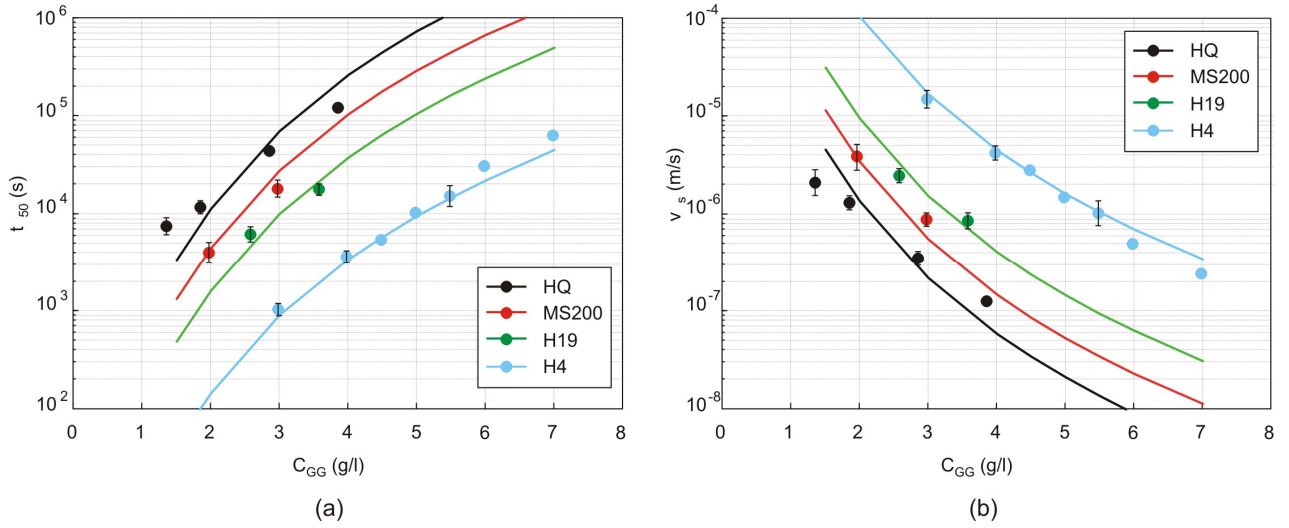 10^6
10^5
10^4
10^3
10^2
t 50 (s)
0 1 2 3 4 5 6 7 8
C_GG (g/l)
HQ
MS200
H19
H4
(a)
10^-4
10^-5
10^-6
10^-7
10^-8
v s (m/s)
0 1 2 3 4 5 6 7 8
C_GG (g/l)
HQ
MS200
H19
H4
(b)